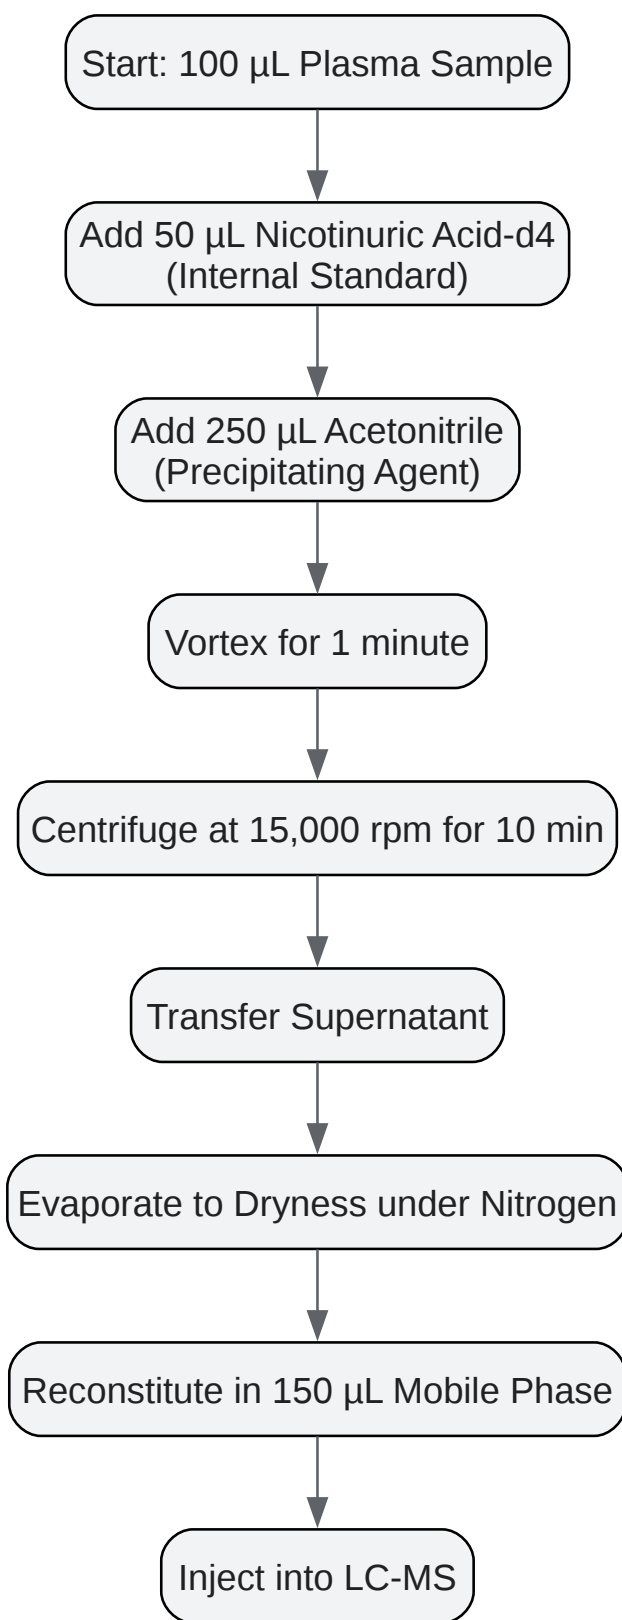 Start: 100 µL Plasma Sample
Add 50 µL Nicotinuric Acid-d4
(Internal Standard)
Add 250 µL Acetonitrile
(Precipitating Agent)
Vortex for 1 minute
Centrifuge at 15,000 rpm for 10 min
Transfer Supernatant
Evaporate to Dryness under Nitrogen
Reconstitute in 150 µL Mobile Phase
Inject into LC-MS